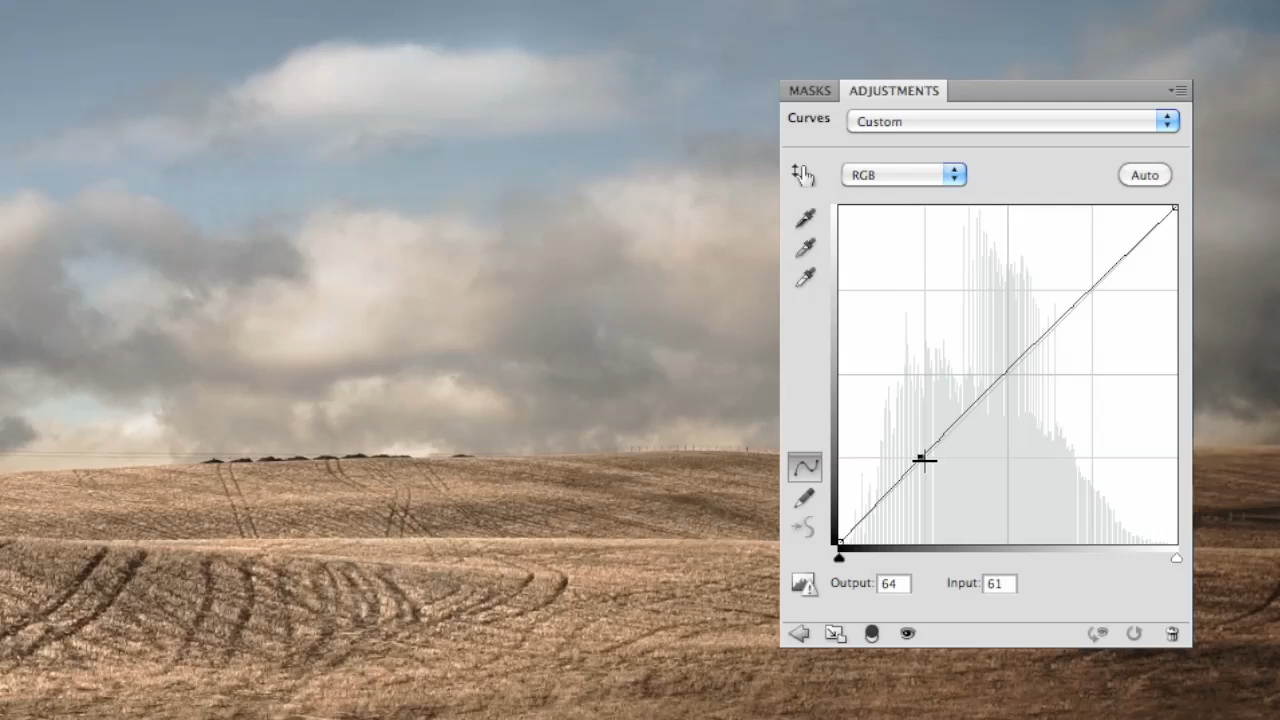 MASKS ADJUSTMENTS
Curves Custom
RGB Auto
Output: 64 Input: 61